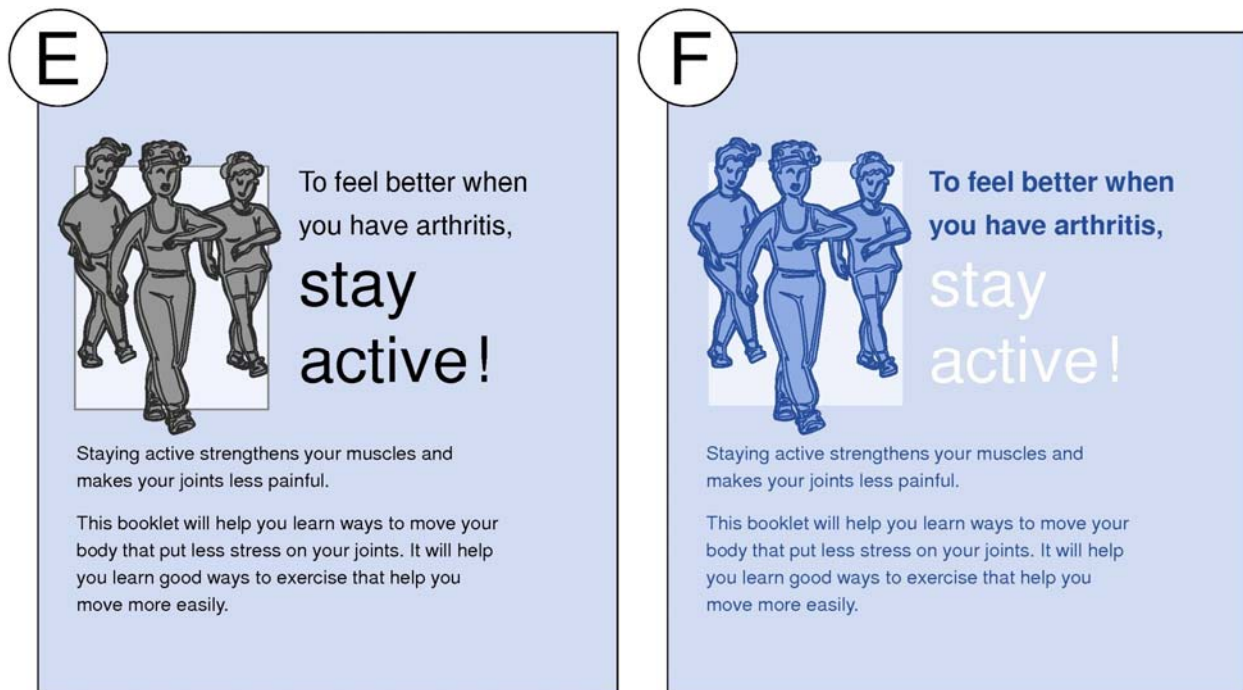 E
To feel better when
you have arthritis,
stay
active!
Staying active strengthens your muscles and
makes your joints less painful.
This booklet will help you learn ways to move your
body that put less stress on your joints. It will help
you learn good ways to exercise that help you
move more easily.
F
To feel better when
you have arthritis,
stay
active!
Staying active strengthens your muscles and
makes your joints less painful.
This booklet will help you learn ways to move your
body that put less stress on your joints. It will help
you learn good ways to exercise that help you
move more easily.